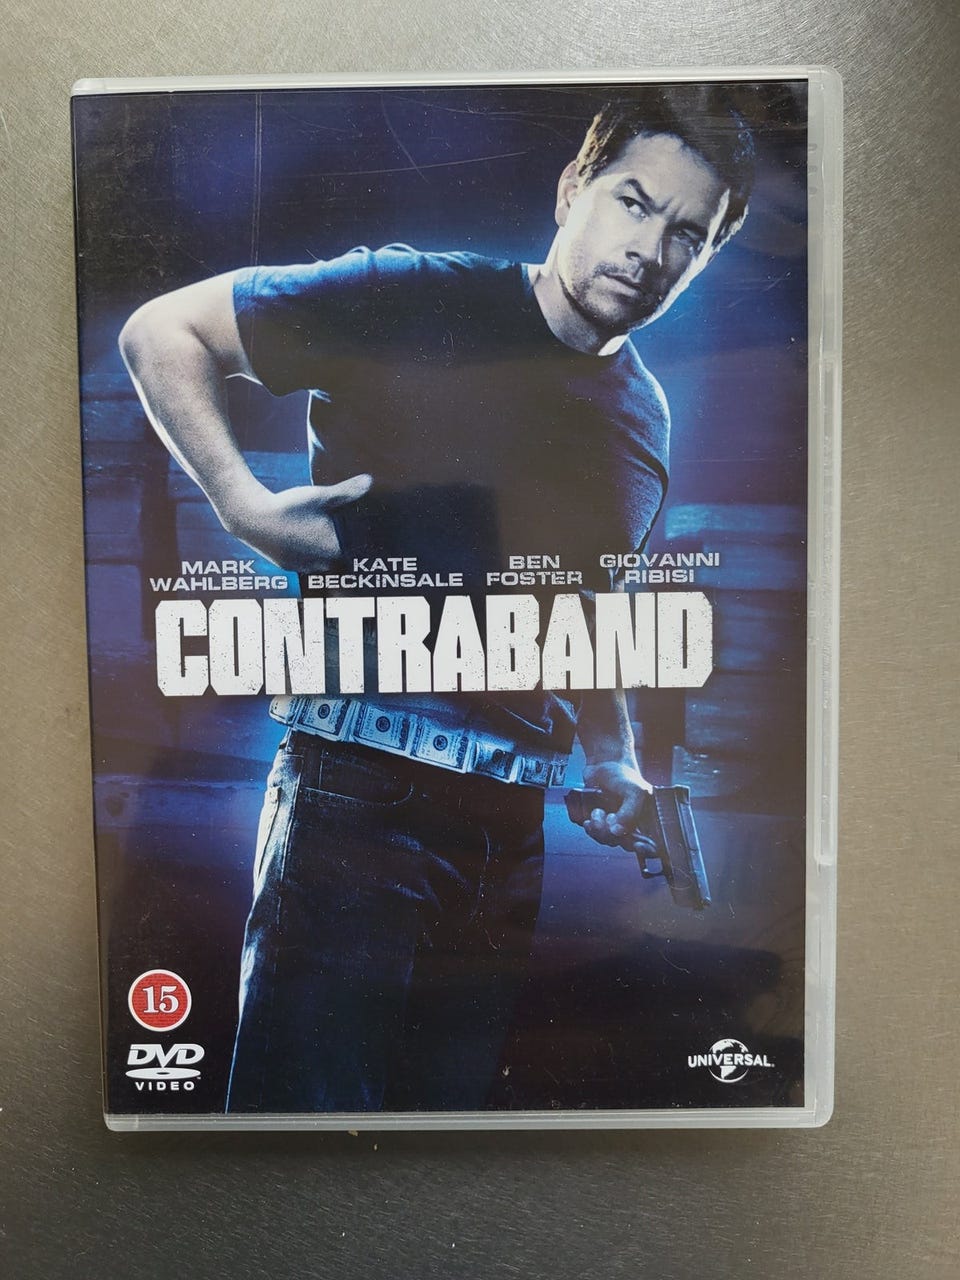 MARK WAHLBERG
KATE BECKINSALE
BEN FOSTER
GIOVANNI RIBISI
CONTRABAND
15
DVD
VIDEO
UNIVERSAL